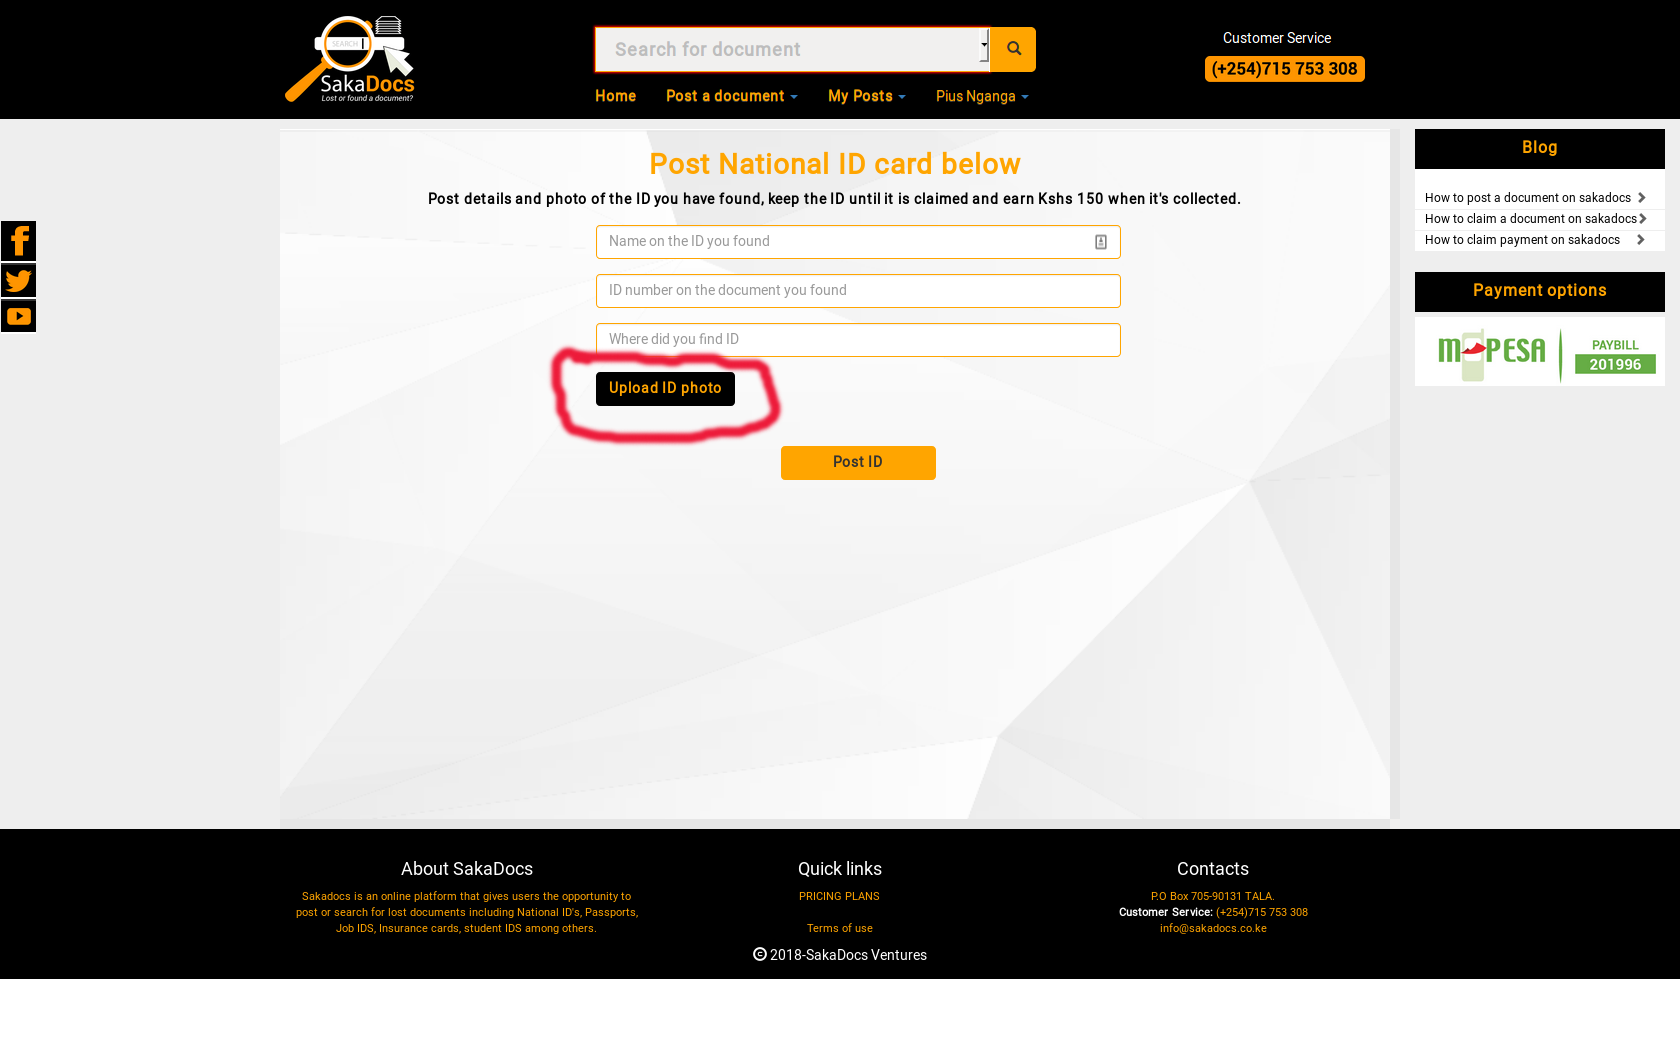 SEARCH
SakaDocs
Lost or found a document?
Search for document
Home
Post a document
My Posts
Pius Nganga
Customer Service
(+254)715 753 308
Post National ID card below
Post details and photo of the ID you have found, keep the ID until it is claimed and earn Kshs 150 when it's collected.
Name on the ID you found
ID number on the document you found
Where did you find ID
Upload ID photo
Post ID
Blog
How to post a document on sakadocs
How to claim a document on sakadocs
How to claim payment on sakadocs
Payment options
M-PESA
PAYBILL
201996
About SakaDocs
Sakadocs is an online platform that gives users the opportunity to
post or search for lost documents including National ID's, Passports,
Job IDS, Insurance cards, student IDS among others.
Quick links
PRICING PLANS
Terms of use
Contacts
P.O Box 705-90131 TALA.
Customer Service: (+254)715 753 308
info@sakadocs.co.ke
© 2018-SakaDocs Ventures